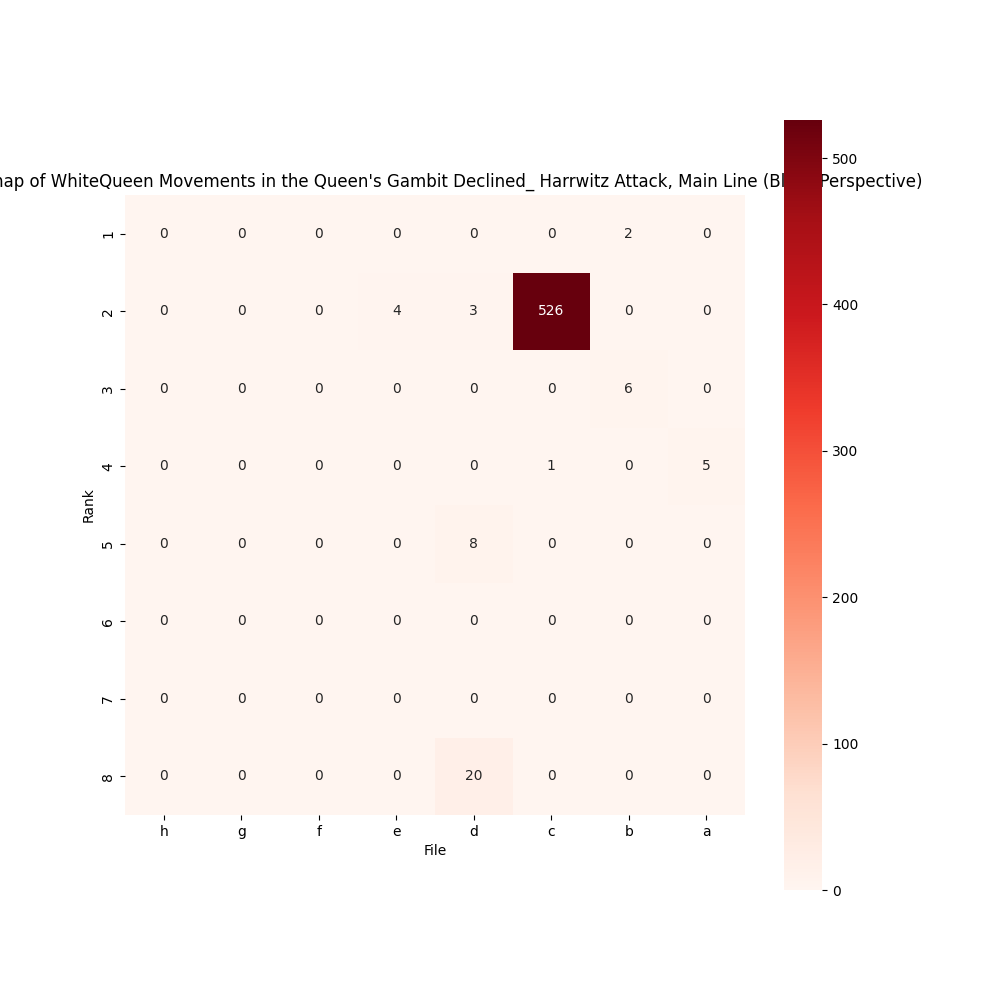 of WhiteQueen Movements in the Queen's Gambit Declined_ Harrwitz Attack, Main Line ( Perspective)
500
1 0 0 0 0 0 0 2 0
2 0 0 0 4 3 526 0 0
400
3 0 0 0 0 0 0 6 0
300
4 0 0 0 0 0 1 0 5
Rank
5 0 0 0 0 8 0 0 0
200
6 0 0 0 0 0 0 0 0
7 0 0 0 0 0 0 0 0
100
8 0 0 0 0 20 0 0 0
h g f e d c b a
File
0